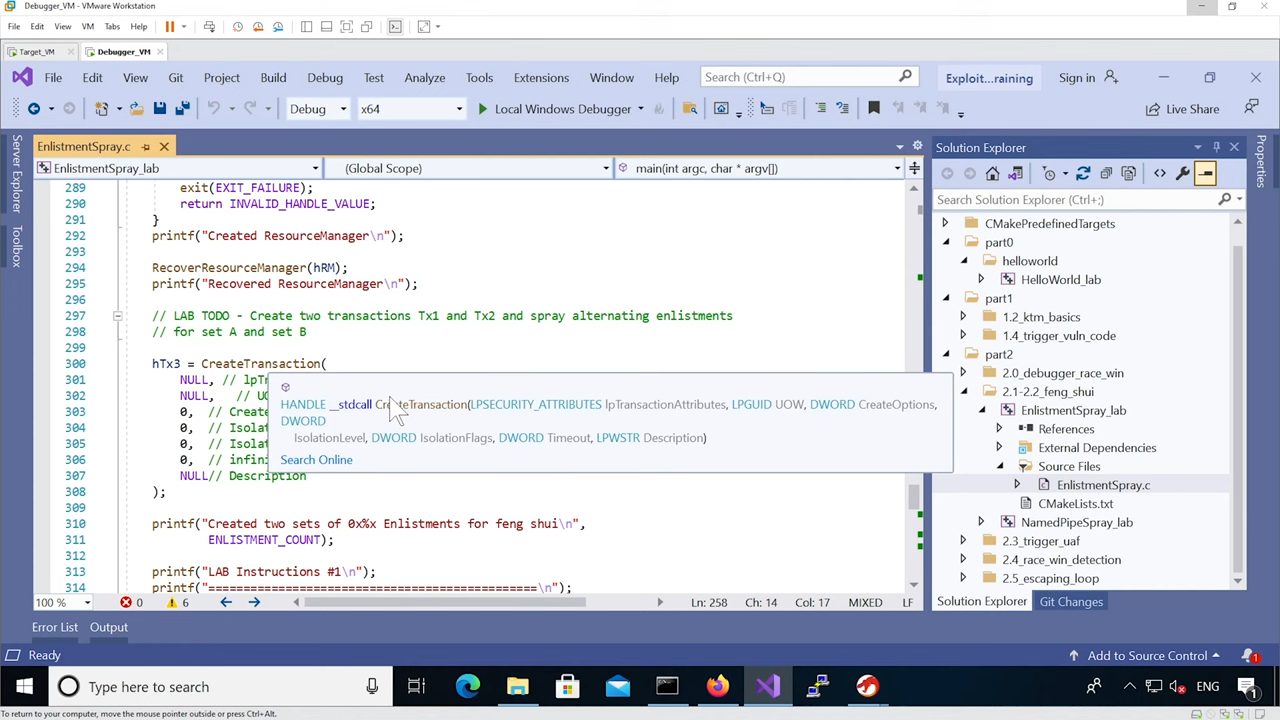 Debugger_VM - VMware Workstation
File Edit View VM Tabs Help
Target_VM Debugger_VM
File Edit View Git Project Build Debug Test Analyze Tools Extensions Window Help Search (Ctrl+Q) Exploit...raining Sign in
Debug x64 Local Windows Debugger Live Share
Server Explorer
Toolbox
EnlistmentSpray.c
EnlistmentSpray_lab (Global Scope) main(int argc, char * argv[])
289 exit(EXIT_FAILURE);
290 return INVALID_HANDLE_VALUE;
291 }
292 printf("Created ResourceManager\n");
293
294 RecoverResourceManager(hRM);
295 printf("Recovered ResourceManager\n");
296
297 // LAB TODO - Create two transactions Tx1 and Tx2 and spray alternating enlistments
298 // for set A and set B
299
300 hTx3 = CreateTransaction(
301 NULL, // lpTr
302 NULL, // UO
303 0, // Create
304 0, // Isola
305 0, // Isola
306 0, // infini
307 NULL// Description
308 );
309
310 printf("Created two sets of 0x%x Enlistments for feng shui\n",
311 ENLISTMENT_COUNT);
312
313 printf("LAB Instructions #1\n");
314 printf("===============================================\n");
HANDLE __stdcall CreateTransaction(LPSECURITY_ATTRIBUTES lpTransactionAttributes, LPGUID UOW, DWORD CreateOptions,
DWORD
IsolationLevel, DWORD IsolationFlags, DWORD Timeout, LPWSTR Description)
Search Online
100 % 0 6 Ln: 258 Ch: 14 Col: 17 MIXED LF
Error List Output
Solution Explorer
Search Solution Explorer (Ctrl+;)
CMakePredefinedTargets
part0
helloworld
HelloWorld_lab
part1
1.2_ktm_basics
1.4_trigger_vuln_code
part2
2.0_debugger_race_win
2.1-2.2_feng_shui
EnlistmentSpray_lab
References
External Dependencies
Source Files
EnlistmentSpray.c
CMakeLists.txt
NamedPipeSpray_lab
2.3_trigger_uaf
2.4_race_win_detection
2.5_escaping_loop
Solution Explorer Git Changes
Properties
Ready Add to Source Control 1
Type here to search ENG 1
To return to your computer, move the mouse pointer outside or press Ctrl+Alt.